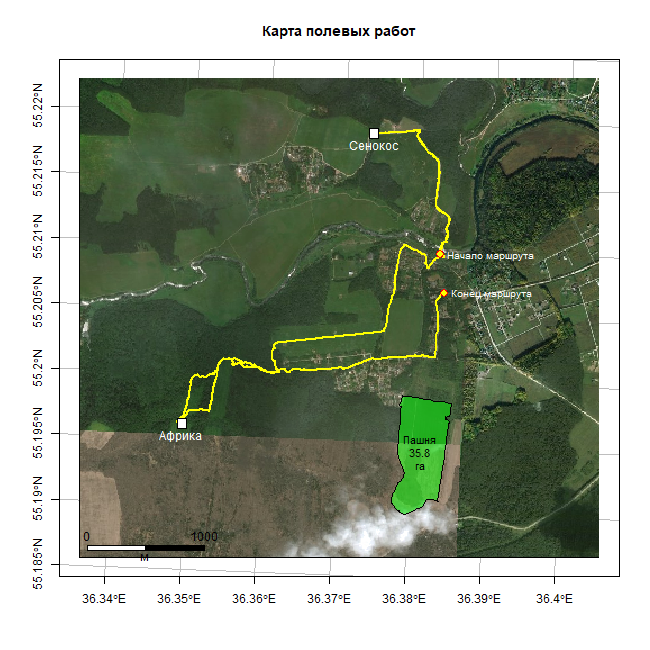 Карта полевых работ
55.22°N
55.215°N
55.21°N
55.205°N
55.2°N
55.195°N
55.19°N
55.185°N
Сенокос
Начало маршрута
Конец маршрута
Африка
Пашня
35.8
га
0 1000
м
36.34°E 36.35°E 36.36°E 36.37°E 36.38°E 36.39°E 36.4°E